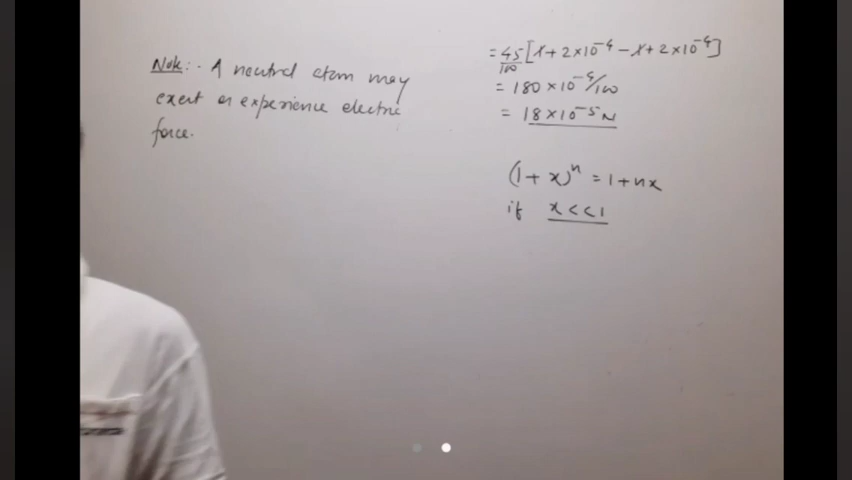 Note:- A neutral atom may
exert or experience electric
force.
= 45/100 [1 + 2×10⁻⁴ - 1 + 2×10⁻⁴]
= 180×10⁻⁴/100
= 18×10⁻⁵ N
(1+x)ⁿ = 1+nx
if x<<1